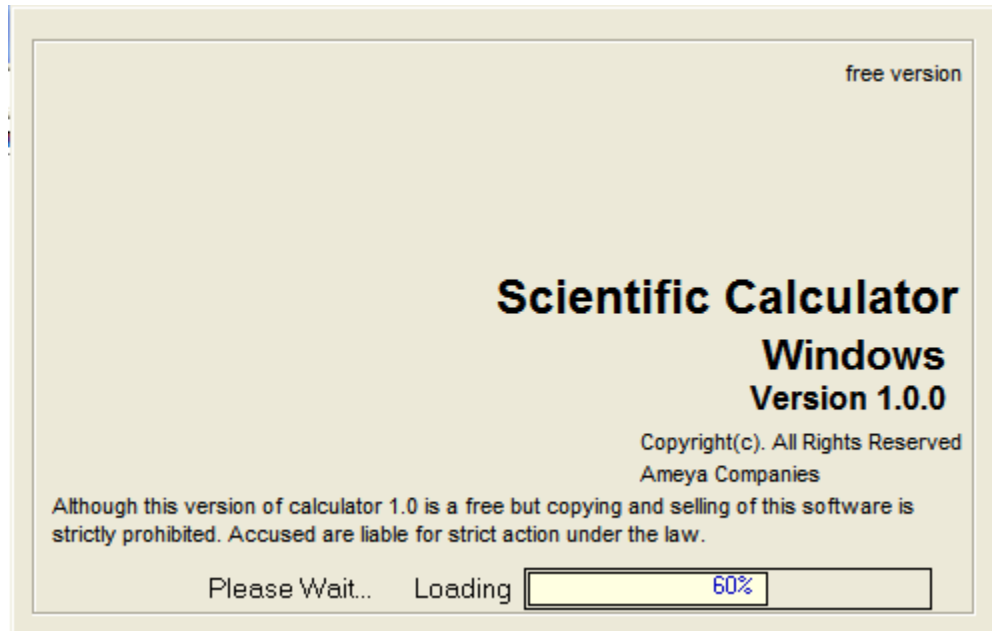 free version
Scientific Calculator
Windows
Version 1.0.0
Copyright(c). All Rights Reserved
Ameya Companies
Although this version of calculator 1.0 is a free but copying and selling of this software is
strictly prohibited. Accused are liable for strict action under the law.
Please Wait... Loading 60%